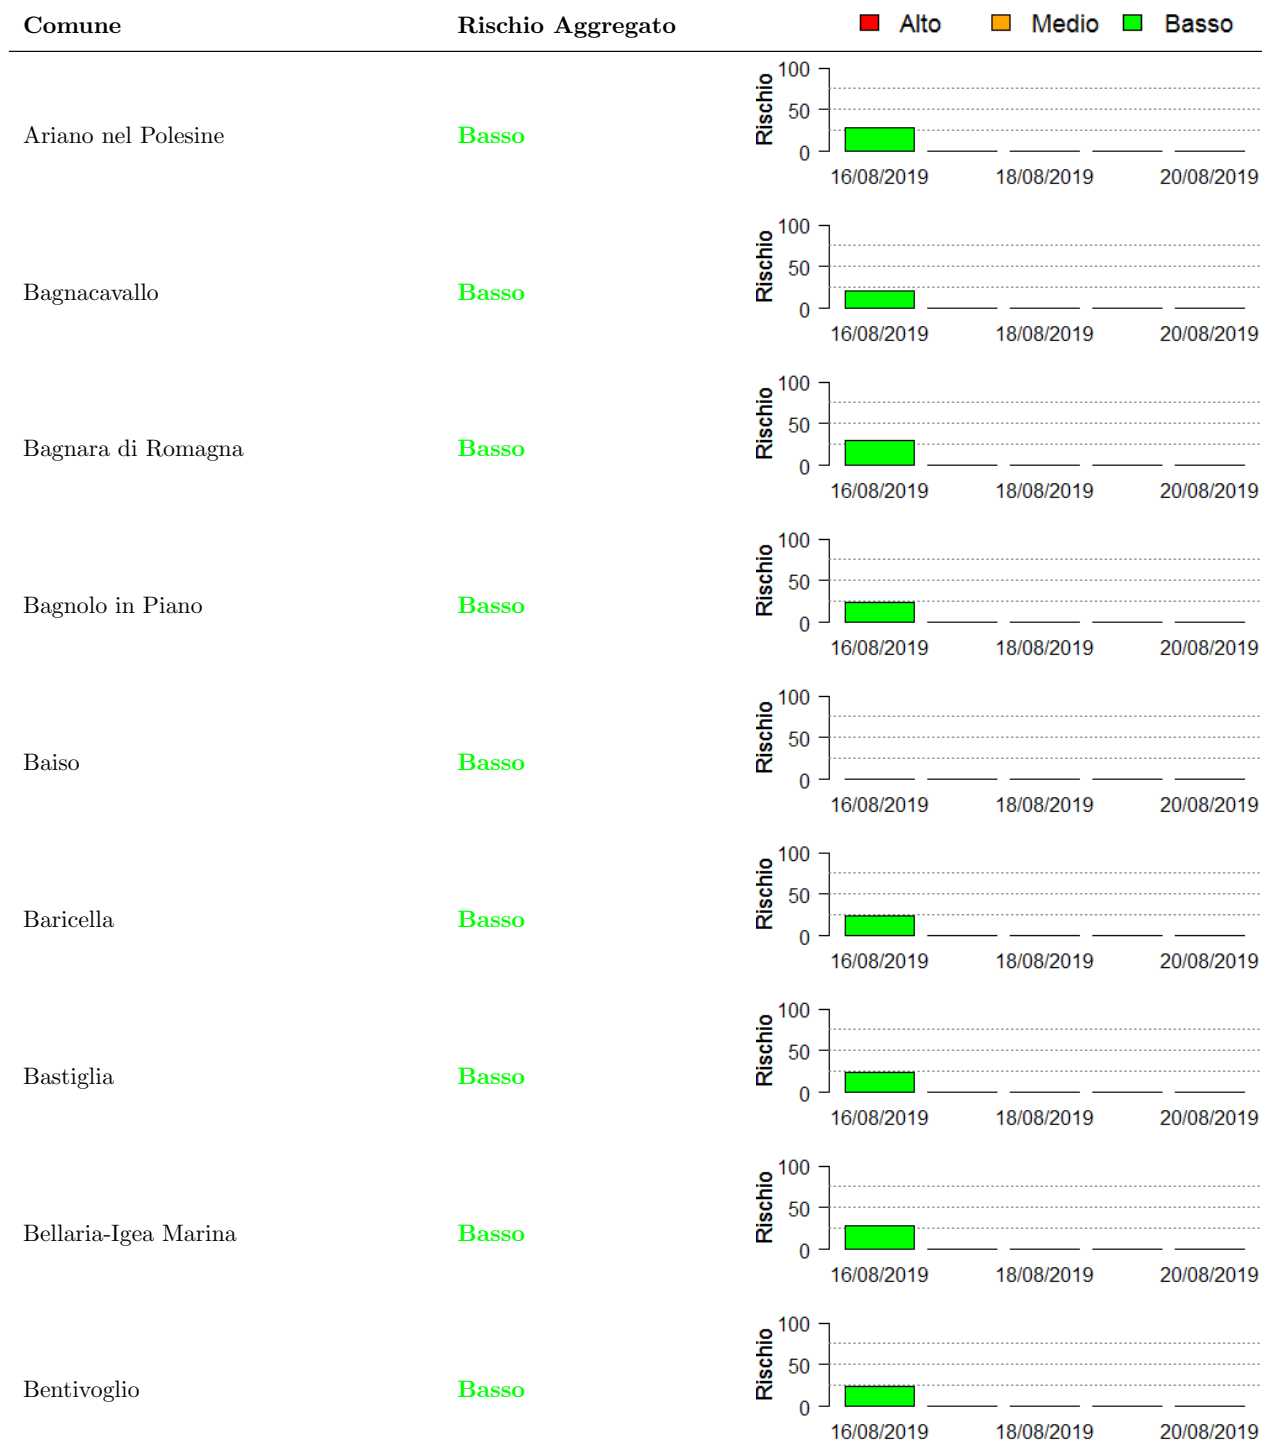 Comune Rischio Aggregato Alto Medio Basso
100
50
0
Rischio
Ariano nel Polesine Basso
16/08/2019 18/08/2019 20/08/2019
100
50
0
Rischio
Bagnacavallo Basso
16/08/2019 18/08/2019 20/08/2019
100
50
0
Rischio
Bagnara di Romagna Basso
16/08/2019 18/08/2019 20/08/2019
100
50
0
Rischio
Bagnolo in Piano Basso
16/08/2019 18/08/2019 20/08/2019
100
50
0
Rischio
Baiso Basso
16/08/2019 18/08/2019 20/08/2019
100
50
0
Rischio
Baricella Basso
16/08/2019 18/08/2019 20/08/2019
100
50
0
Rischio
Bastiglia Basso
16/08/2019 18/08/2019 20/08/2019
100
50
0
Rischio
Bellaria-Igea Marina Basso
16/08/2019 18/08/2019 20/08/2019
100
50
0
Rischio
Bentivoglio Basso
16/08/2019 18/08/2019 20/08/2019